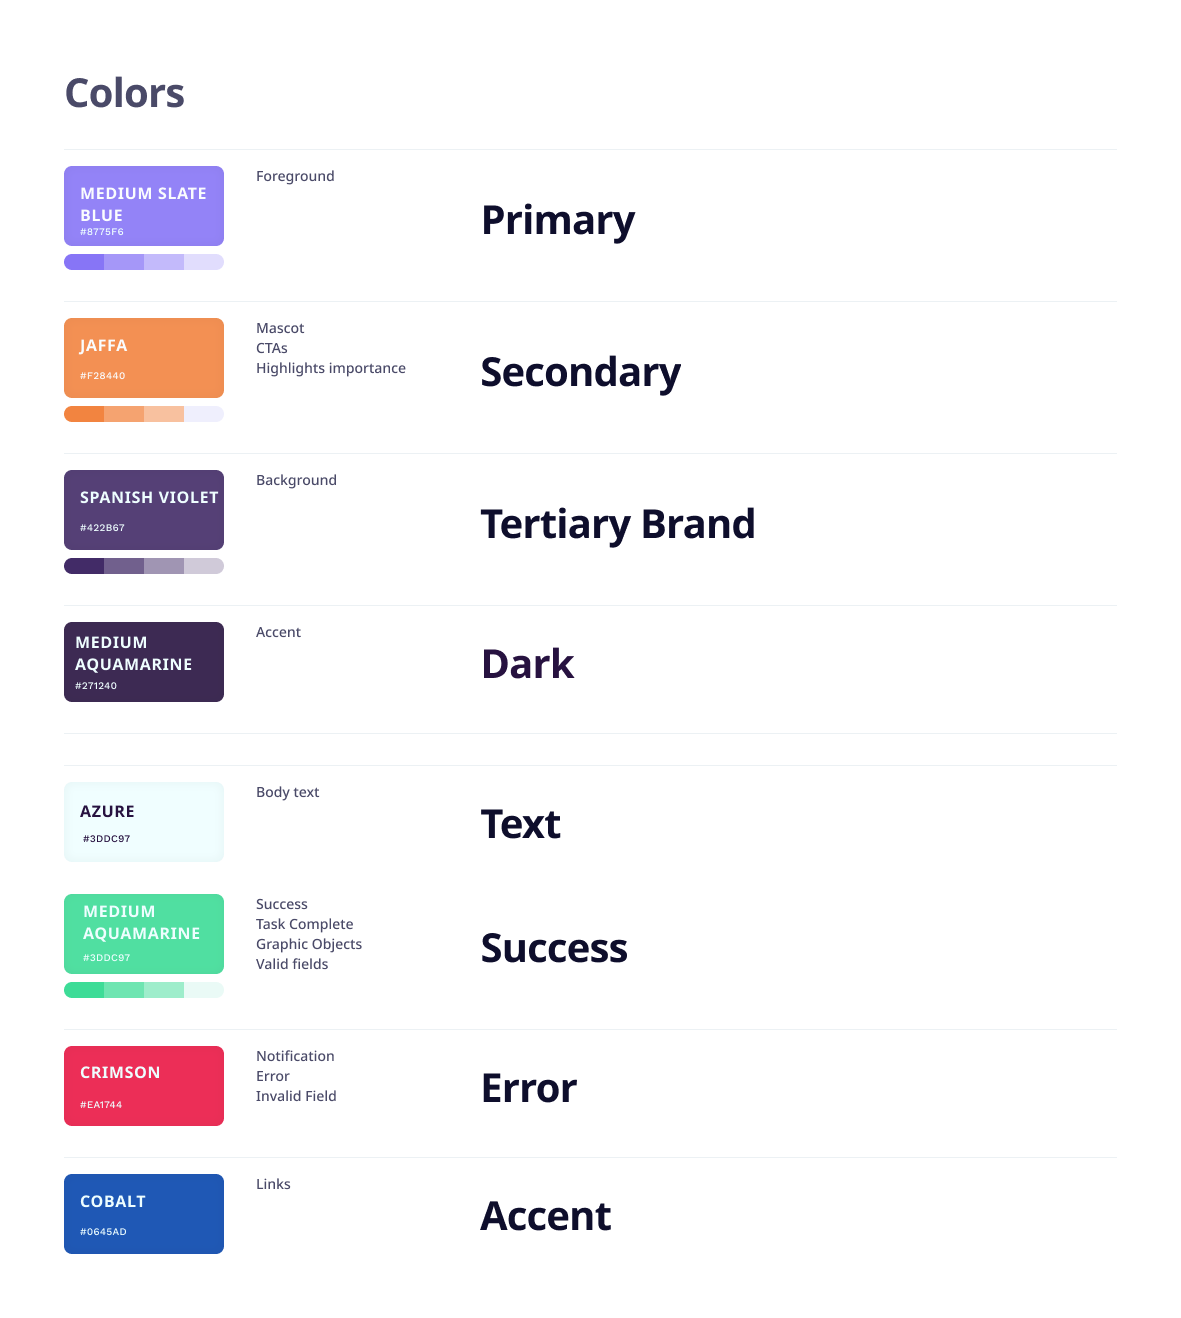 Colors
MEDIUM SLATE
BLUE
#8775F6
Foreground
Primary
JAFFA
#F28440
Mascot
CTAs
Highlights importance
Secondary
SPANISH VIOLET
#422B67
Background
Tertiary Brand
MEDIUM
AQUAMARINE
#271240
Accent
Dark
AZURE
#3DDC97
Body text
Text
MEDIUM
AQUAMARINE
#3DDC97
Success
Task Complete
Graphic Objects
Valid fields
Success
CRIMSON
#EA1744
Notification
Error
Invalid Field
Error
COBALT
#0645AD
Links
Accent